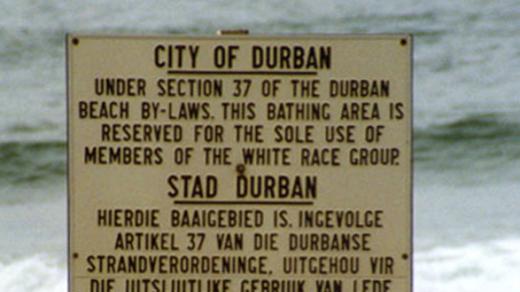 CITY OF DURBAN
UNDER SECTION 37 OF THE DURBAN
BEACH BY-LAWS. THIS BATHING AREA IS
RESERVED FOR THE SOLE USE OF
MEMBERS OF THE WHITE RACE GROUP.
STAD DURBAN
HIERDIE BAAIGEBIED IS. INGEVOLGE
ARTIKEL 37 VAN DIE DURBANSE
STRANDVERORDENINGE, UITGEHOU VIR
DIE UITSLUITLIKE GEBRUIK VAN LEDE